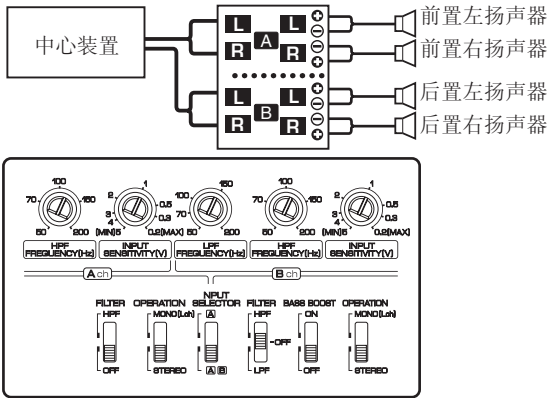 中心装置
L L + 前置左扬声器
A -
R R - 前置右扬声器
+
L L + 后置左扬声器
B -
R R - 后置右扬声器
+
70 100 150 50 200
HPF FREQUENCY(Hz)
4 3 2 1 0.5 0.3 (MIN)5 0.2(MAX)
INPUT SENSITIVITY(V)
70 100 150 50 200
LPF FREQUENCY(Hz)
70 100 150 50 200
HPF FREQUENCY(Hz)
4 3 2 1 0.5 0.3 (MIN)5 0.2(MAX)
INPUT SENSITIVITY(V)
A ch B ch
FILTER OPERATION NPUT SELECTOR FILTER BASS BOOST OPERATION
HPF MONO(Lch) A HPF ON MONO(Lch)
OFF
OFF STEREO A B LPF OFF STEREO